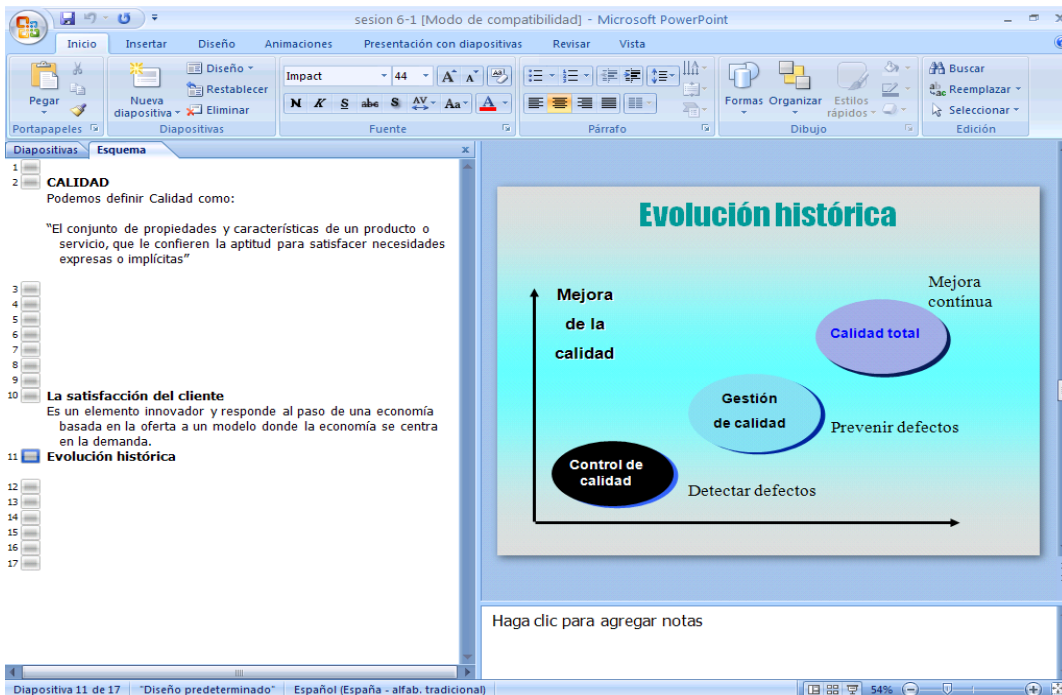 sesion 6-1 [Modo de compatibilidad] - Microsoft PowerPoint
Inicio Insertar Diseño Animaciones Presentación con diapositivas Revisar Vista
Pegar
Portapapeles
Nueva
diapositiva
Diseño
Restablecer
Eliminar
Diapositivas
Impact 44
N K S abc S AV Aa A
Fuente
Párrafo
Formas Organizar Estilos
rápidos
Dibujo
Buscar
Reemplazar
Seleccionar
Edición
Diapositivas Esquema
1
2 CALIDAD
Podemos definir Calidad como:
“El conjunto de propiedades y características de un producto o
servicio, que le confieren la aptitud para satisfacer necesidades
expresas o implícitas”
3
4
5
6
7
8
9
10 La satisfacción del cliente
Es un elemento innovador y responde al paso de una economía
basada en la oferta a un modelo donde la economía se centra
en la demanda.
11 Evolución histórica
12
13
14
15
16
17
Evolución histórica
Mejora
de la
calidad
Mejora
contínua
Calidad total
Gestión
de calidad
Prevenir defectos
Control de
calidad
Detectar defectos
Haga clic para agregar notas
Diapositiva 11 de 17 "Diseño predeterminado" Español (España - alfab. tradicional) 54%